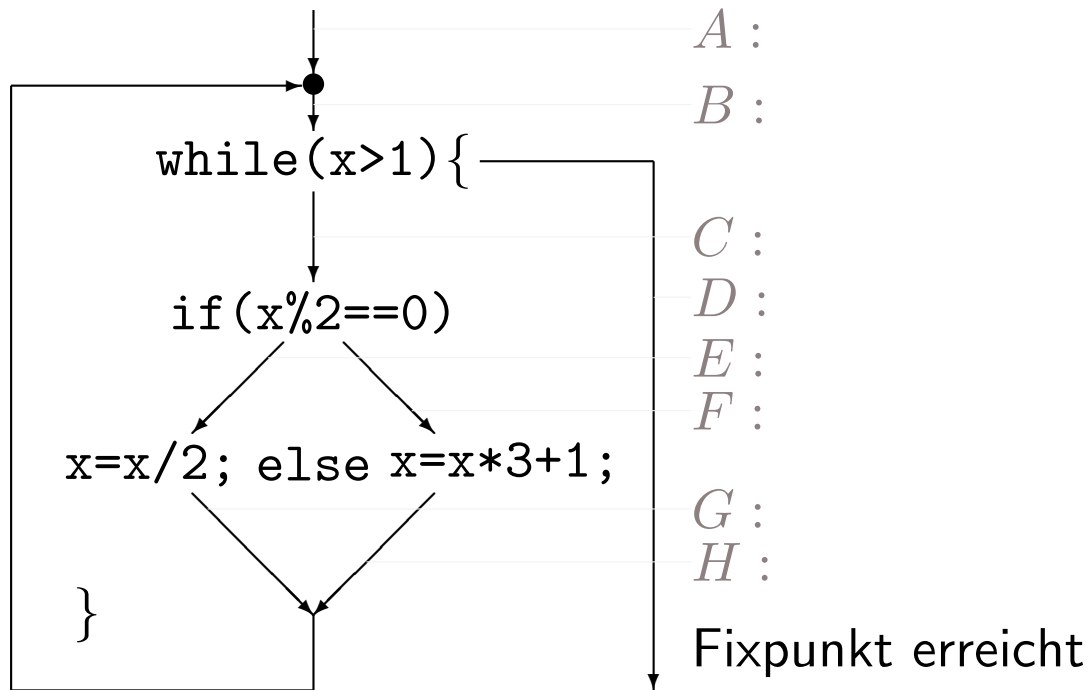 A :
B :
while(x>1){
C :
D :
if(x%2==0)
E :
F :
x=x/2; else x=x*3+1;
G :
H :
}
Fixpunkt erreicht